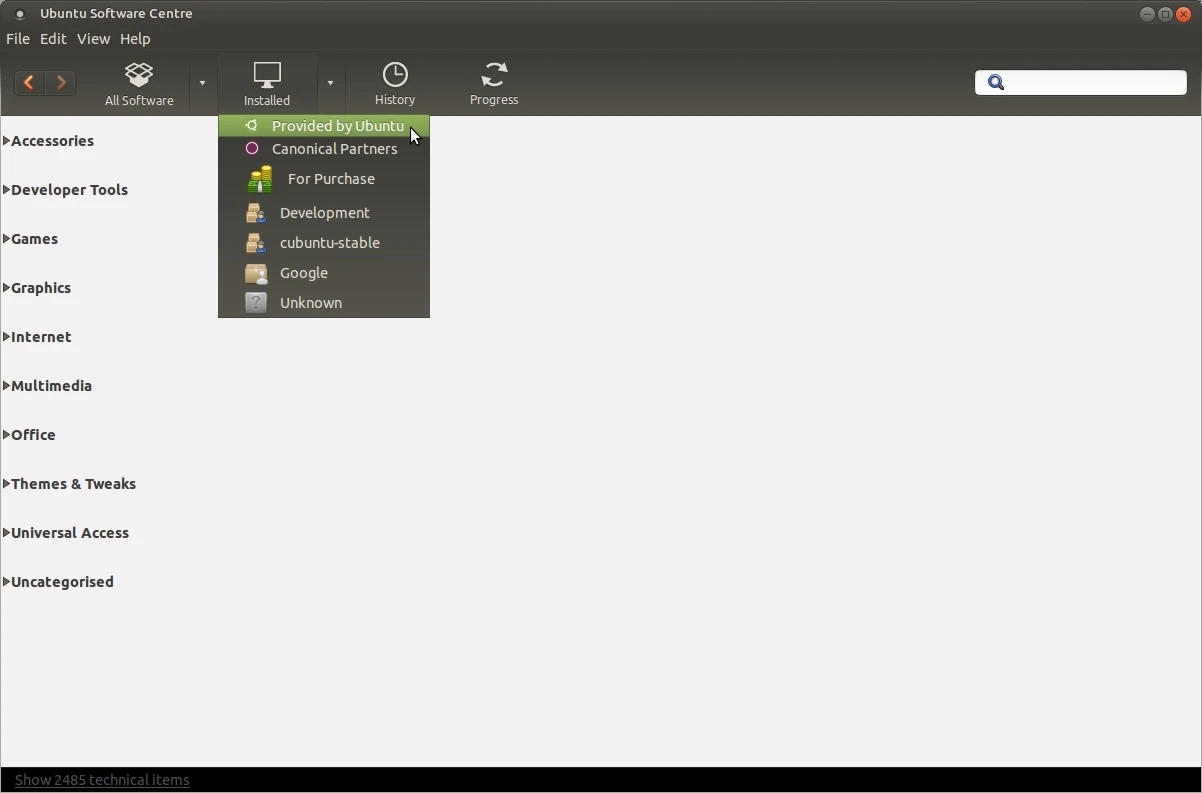 Ubuntu Software Centre
File Edit View Help
All Software Installed History Progress
Provided by Ubuntu
Canonical Partners
For Purchase
Development
cubuntu-stable
Google
Unknown
Accessories
Developer Tools
Games
Graphics
Internet
Multimedia
Office
Themes & Tweaks
Universal Access
Uncategorised
Show 2485 technical items